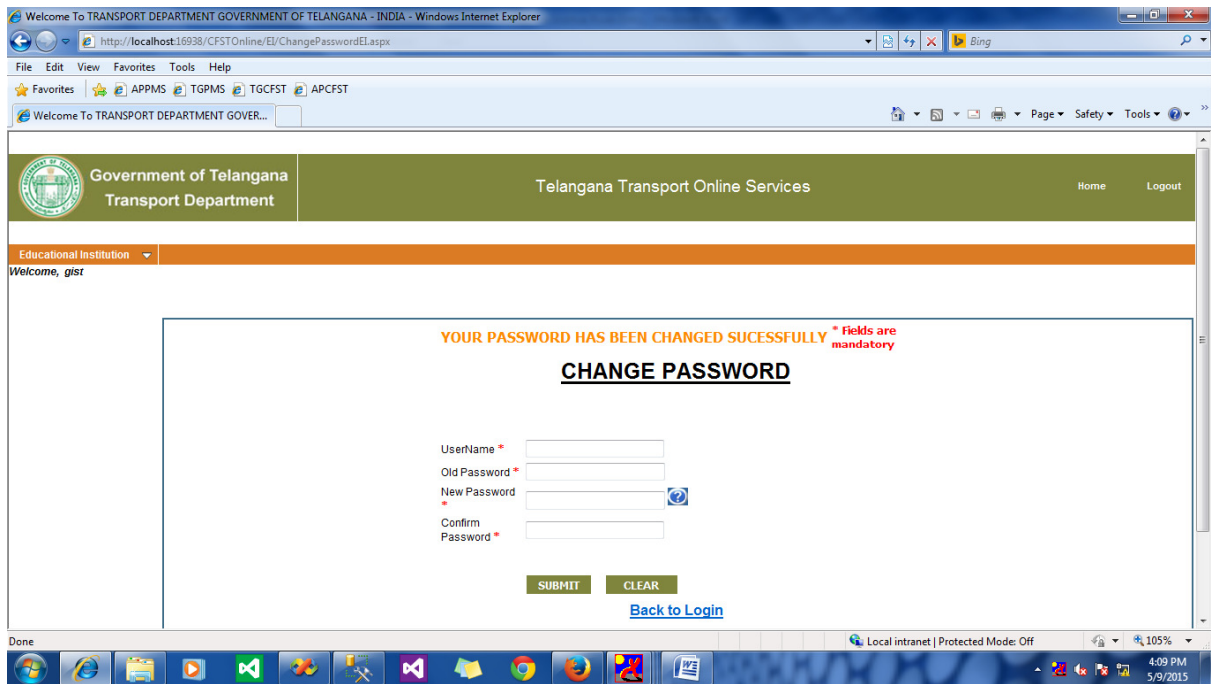 Welcome To TRANSPORT DEPARTMENT GOVERNMENT OF TELANGANA - INDIA - Windows Internet Explorer
http://localhost:16938/CFSTOnline/EI/ChangePasswordEI.aspx
Bing
File Edit View Favorites Tools Help
Favorites APPMS TGPMS TGCFST APCFST
Welcome To TRANSPORT DEPARTMENT GOVER...
Page Safety Tools
Government of Telangana
Transport Department
Telangana Transport Online Services
Home Logout
Educational Institution
Welcome, gist
YOUR PASSWORD HAS BEEN CHANGED SUCESSFULLY
* Fields are
mandatory
CHANGE PASSWORD
UserName *
Old Password *
New Password
*
Confirm
Password *
SUBMIT CLEAR
Back to Login
Done
Local intranet | Protected Mode: Off
105%
4:09 PM
5/9/2015